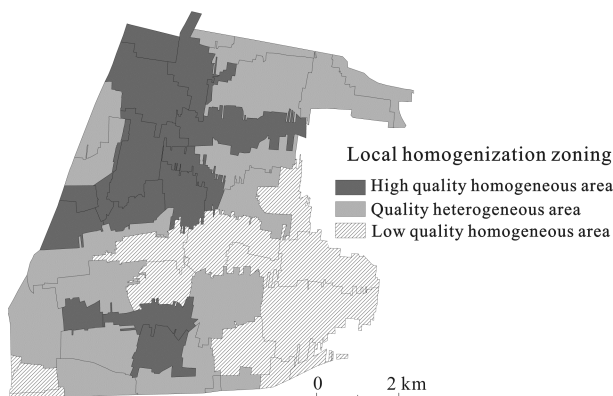 Local homogenization zoning
High quality homogeneous area
Quality heterogeneous area
Low quality homogeneous area
0 2 km